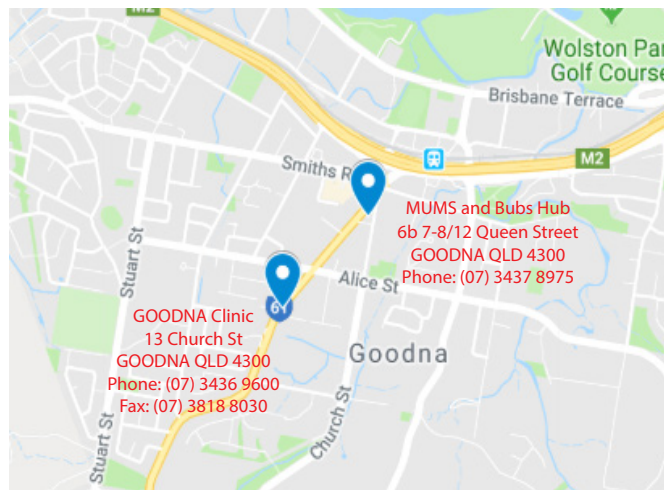 M2
Wolston Par
Golf Course
Brisbane Terrace
Smiths R
M2
MUMS and Bubs Hub
6b 7-8/12 Queen Street
GOODNA QLD 4300
Phone: (07) 3437 8975
Stuart St
Alice St
61
GOODNA Clinic
13 Church St
GOODNA QLD 4300
Phone: (07) 3436 9600
Fax: (07) 3818 8030
Goodna
Church St
Stuart St